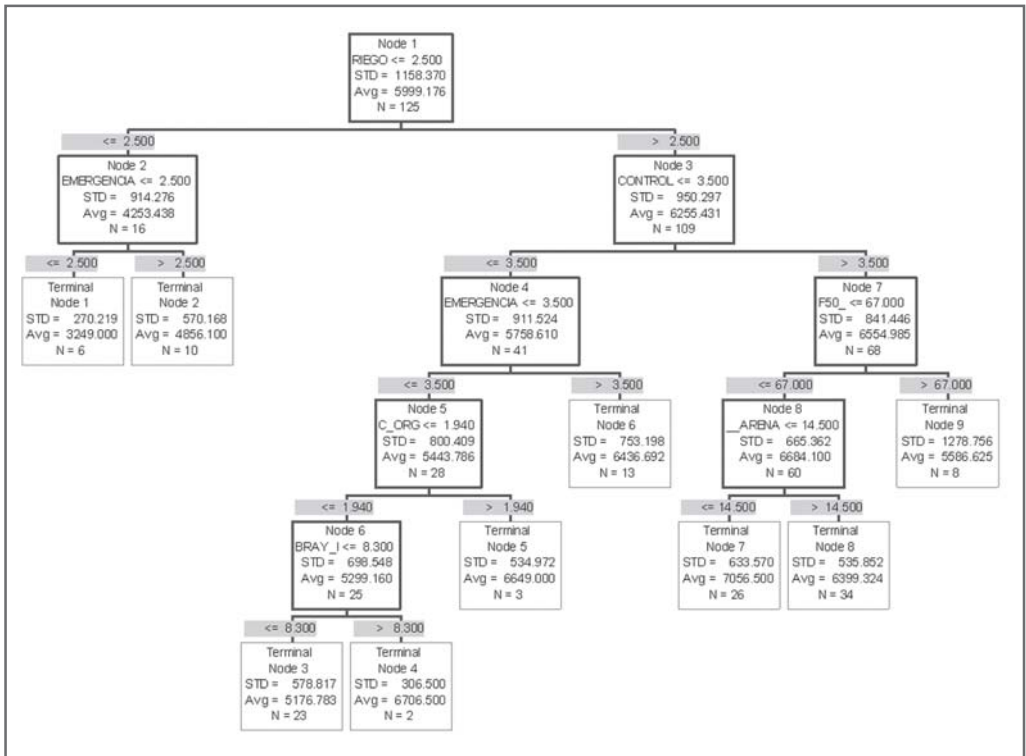 Node 1
RIEGO <= 2.500
STD = 1158.370
Avg = 5999.176
N = 125
<= 2.500
> 2.500
Node 2
EMERGENCIA <= 2.500
STD = 914.276
Avg = 4253.438
N = 16
Node 3
CONTROL <= 3.500
STD = 950.297
Avg = 6255.431
N = 109
<= 2.500
> 2.500
<= 3.500
> 3.500
Terminal
Node 1
STD = 270.219
Avg = 3249.000
N = 6
Terminal
Node 2
STD = 570.168
Avg = 4856.100
N = 10
Node 4
EMERGENCIA <= 3.500
STD = 911.524
Avg = 5758.610
N = 41
Node 7
F50_ <= 67.000
STD = 841.446
Avg = 6554.985
N = 68
<= 3.500
> 3.500
<= 67.000
> 67.000
Node 5
C_ORG <= 1.940
STD = 800.409
Avg = 5443.786
N = 28
Terminal
Node 6
STD = 753.198
Avg = 6436.692
N = 13
Node 8
__ARENA <= 14.500
STD = 665.362
Avg = 6684.100
N = 60
Terminal
Node 9
STD = 1278.756
Avg = 5586.625
N = 8
<= 1.940
> 1.940
<= 14.500
> 14.500
Node 6
BRAY_I <= 8.300
STD = 698.548
Avg = 5299.160
N = 25
Terminal
Node 5
STD = 534.972
Avg = 6649.000
N = 3
Terminal
Node 7
STD = 633.570
Avg = 7056.500
N = 26
Terminal
Node 8
STD = 535.852
Avg = 6399.324
N = 34
<= 8.300
> 8.300
Terminal
Node 3
STD = 578.817
Avg = 5176.783
N = 23
Terminal
Node 4
STD = 306.500
Avg = 6706.500
N = 2